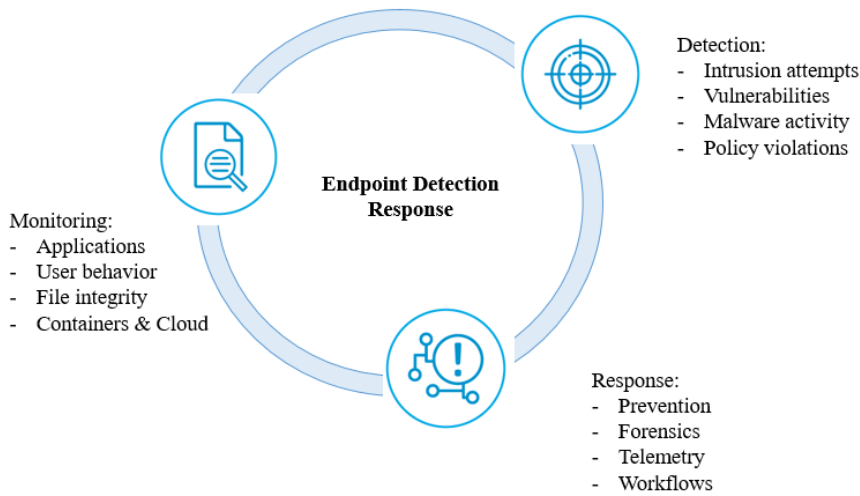 Detection:
- Intrusion attempts
- Vulnerabilities
- Malware activity
- Policy violations
Endpoint Detection
Response
Monitoring:
- Applications
- User behavior
- File integrity
- Containers & Cloud
Response:
- Prevention
- Forensics
- Telemetry
- Workflows